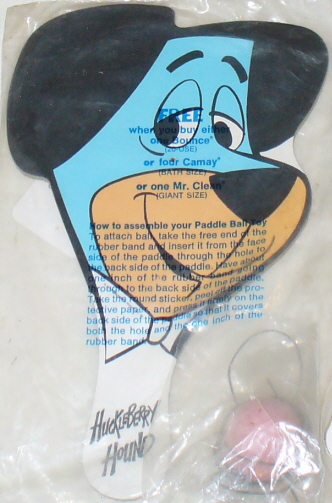 FREE
when you buy either
one Bounce®
(20-USE)
or four Camay®
(BATH SIZE)
or one Mr. Clean®
(GIANT SIZE)
How to assemble your Paddle Ball Toy
To attach ball, take the free end of the
rubber band and insert it from the face
side of the paddle through the hole to
the back side of the paddle. Leave about
one inch of the rubber band going
through to the back side of the paddle.
Take the round sticker, peel off the pro-
tective paper and press it firmly on the
back side of the paddle so that it covers
both the hole and the one inch of the
rubber band
HUCKLEBERRY
HOUND